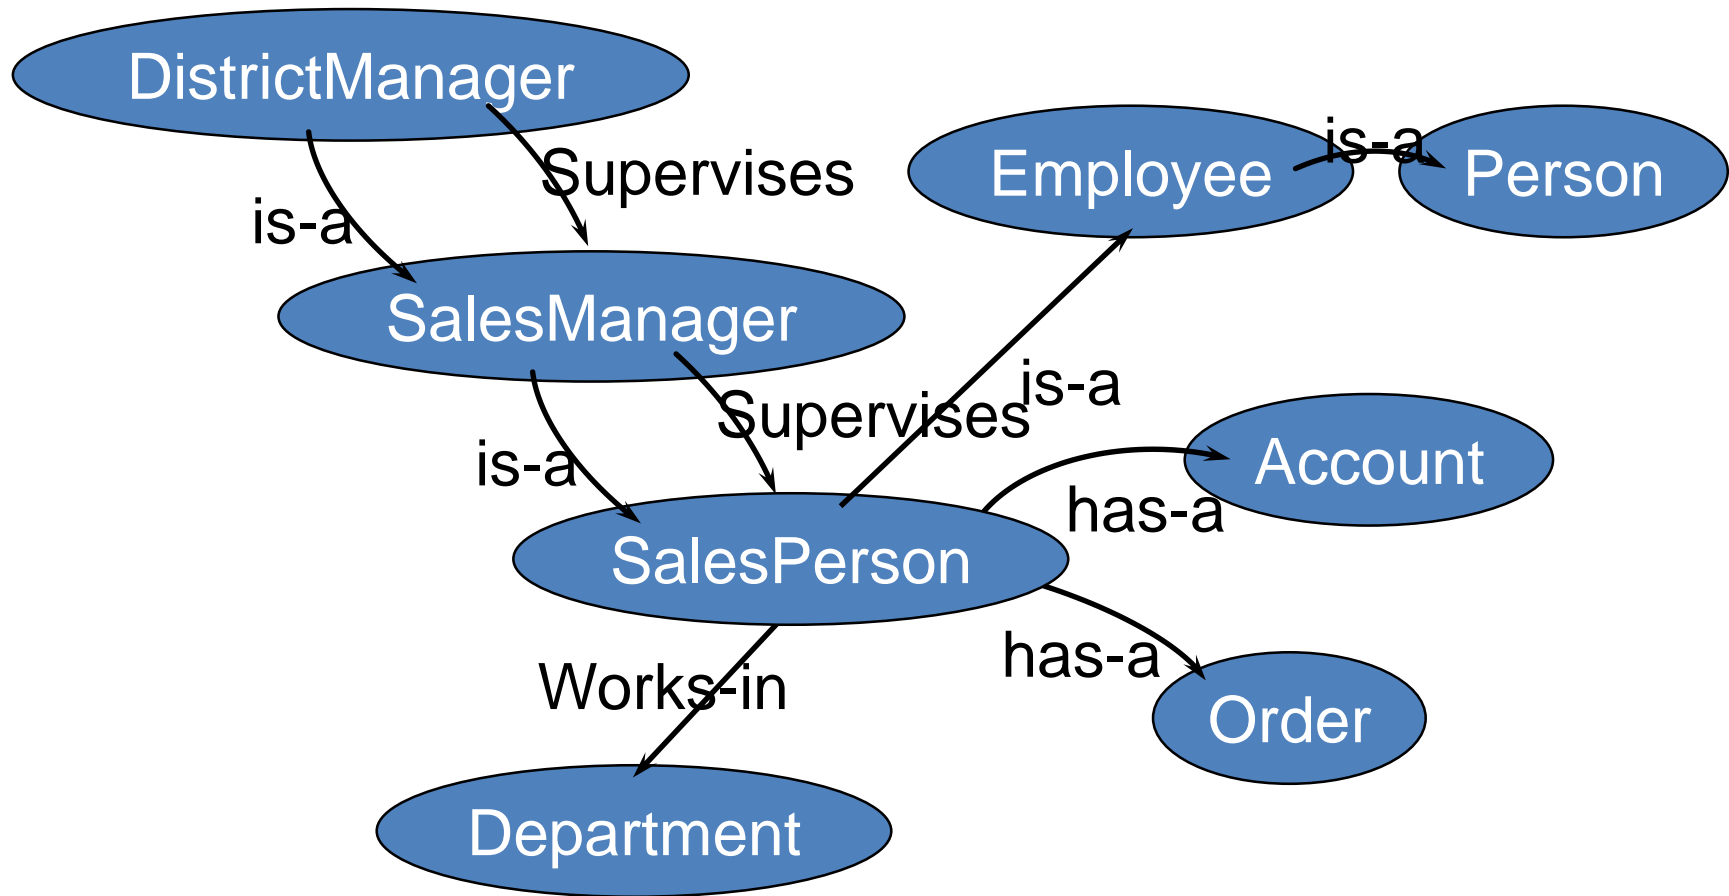 DistrictManager
Supervises
is-a
Employee
is-a
Person
SalesManager
Supervises
is-a
is-a
Account
has-a
SalesPerson
has-a
Works-in
Order
Department